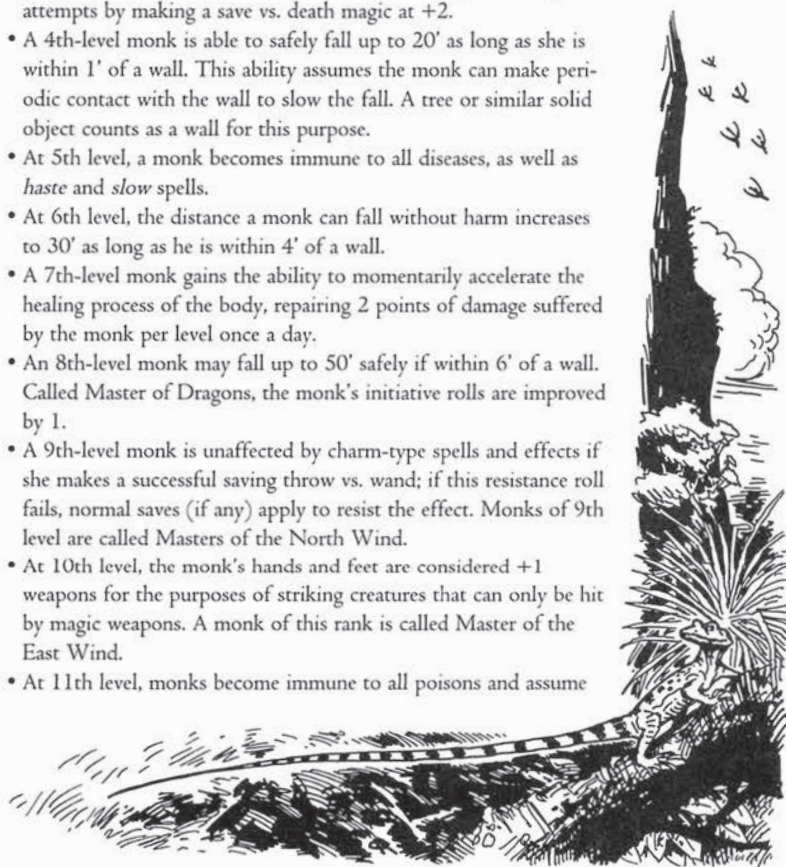 attempts by making a save vs. death magic at +2.
• A 4th-level monk is able to safely fall up to 20' as long as she is
within 1' of a wall. This ability assumes the monk can make peri-
odic contact with the wall to slow the fall. A tree or similar solid
object counts as a wall for this purpose.
• At 5th level, a monk becomes immune to all diseases, as well as
haste and slow spells.
• At 6th level, the distance a monk can fall without harm increases
to 30' as long as he is within 4' of a wall.
• A 7th-level monk gains the ability to momentarily accelerate the
healing process of the body, repairing 2 points of damage suffered
by the monk per level once a day.
• An 8th-level monk may fall up to 50' safely if within 6' of a wall.
Called Master of Dragons, the monk's initiative rolls are improved
by 1.
• A 9th-level monk is unaffected by charm-type spells and effects if
she makes a successful saving throw vs. wand; if this resistance roll
fails, normal saves (if any) apply to resist the effect. Monks of 9th
level are called Masters of the North Wind.
• At 10th level, the monk's hands and feet are considered +1
weapons for the purposes of striking creatures that can only be hit
by magic weapons. A monk of this rank is called Master of the
East Wind.
• At 11th level, monks become immune to all poisons and assume